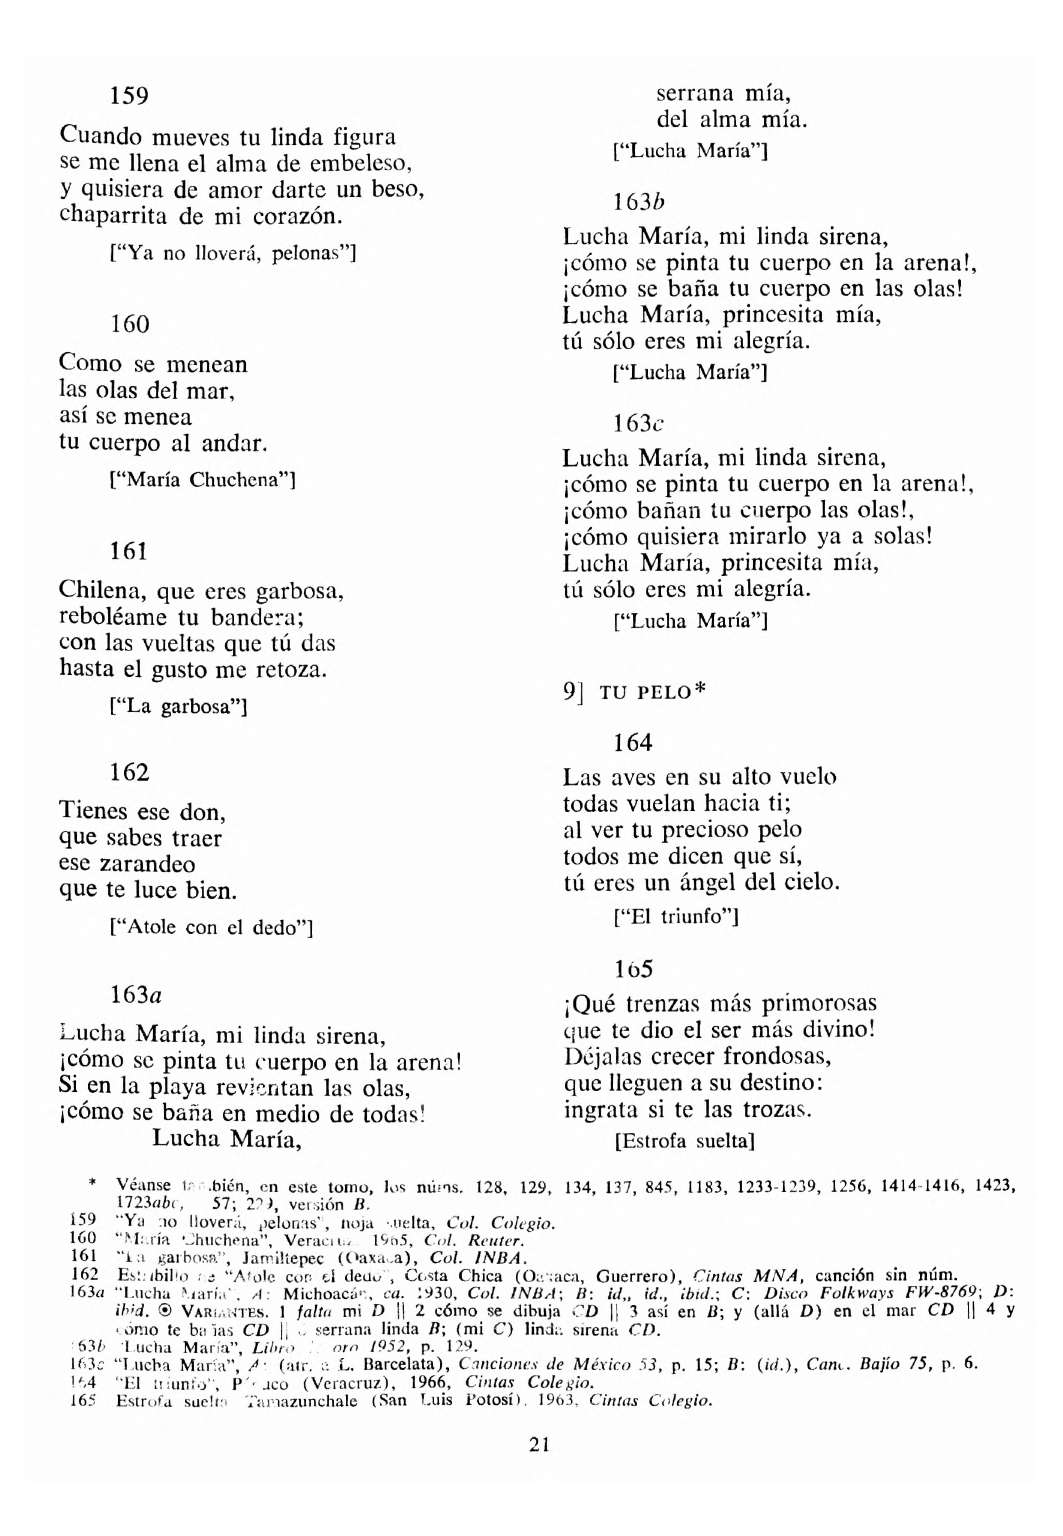 159
Cuando mueves tu linda figura
se me llena el alma de embeleso,
y quisiera de amor darte un beso,
chaparrita de mi corazón.
[“Ya no lloverá, pelonas”]
160
Como se menean
las olas del mar,
así se menea
tu cuerpo al andar.
[“María Chuchena”]
161
Chilena, que eres garbosa,
reboléame tu bandera;
con las vueltas que tú das
hasta el gusto me retoza.
[“La garbosa”]
162
Tienes ese don,
que sabes traer
ese zarandeo
que te luce bien.
[“Atole con el dedo”]
163a
Lucha María, mi linda sirena,
¡cómo se pinta tu cuerpo en la arena!
Si en la playa revientan las olas,
¡cómo se baña en medio de todas!
Lucha María,
serrana mía,
del alma mía.
[“Lucha María”]
163b
Lucha María, mi linda sirena,
¡cómo se pinta tu cuerpo en la arena!,
¡cómo se baña tu cuerpo en las olas!
Lucha María, princesita mía,
tú sólo eres mi alegría.
[“Lucha María”]
163c
Lucha María, mi linda sirena,
¡cómo se pinta tu cuerpo en la arena!,
¡cómo bañan tu cuerpo las olas!,
¡cómo quisiera mirarlo ya a solas!
Lucha María, princesita mía,
tú sólo eres mi alegría.
[“Lucha María”]
9] TU PELO*
164
Las aves en su alto vuelo
todas vuelan hacia ti;
al ver tu precioso pelo
todos me dicen que sí,
tú eres un ángel del cielo.
[“El triunfo”]
165
¡Qué trenzas más primorosas
que te dio el ser más divino!
Déjalas crecer frondosas,
que lleguen a su destino:
ingrata si te las trozas.
[Estrofa suelta]
* Véanse también, en este tomo, los núms. 128, 129, 134, 137, 845, 1183, 1233-1239, 1256, 1414-1416, 1423,
1723abc, 57; versión B.
159 “Ya no lloverá, pelonas”, hoja suelta, Col. Colegio.
160 “María Chuchena”, Veracruz, 1965, Col. Reuter.
161 “La garbosa”, Jamiltepec (Oaxaca), Col. INBA.
162 Estribillo de “Atole con el dedo”, Costa Chica (Oaxaca, Guerrero), Cintas MNA, canción sin núm.
163a “Lucha María”. A: Michoacán, ca. 1930, Col. INBA; B: id., id., ibid.; C: Disco Folkways FW-8769; D:
ibid. ⊙ VARIANTES. 1 falta mi D || 2 cómo se dibuja CD || 3 así en B; y (allá D) en el mar CD || 4 y
cómo te bañas CD || serrana linda B; (mi C) linda sirena CD.
163b “Lucha María”, Libro oro 1952, p. 129.
163c “Lucha María”, A: (atr. a L. Barcelata), Canciones de México 53, p. 15; B: (id.), Canc. Bajío 75, p. 6.
164 “El triunfo”, (Veracruz), 1966, Cintas Colegio.
165 Estrofa suelta, Tamazunchale (San Luis Potosí), 1963, Cintas Colegio.
21